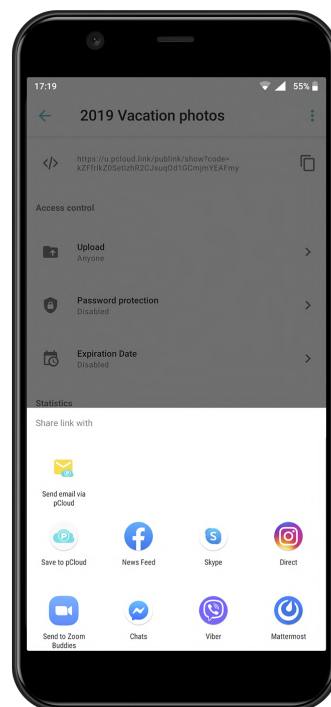 17:19
55%
2019 Vacation photos
</>
https://u.pcloud.link/publink/show?code=
Access control
Upload
Anyone
Password protection
Disabled
Expiration Date
Disabled
Statistics
Share link with
Send email via
pCloud
Save to pCloud
News Feed
Skype
Direct
Send to Zoom
Buddies
Chats
Viber
Mattermost